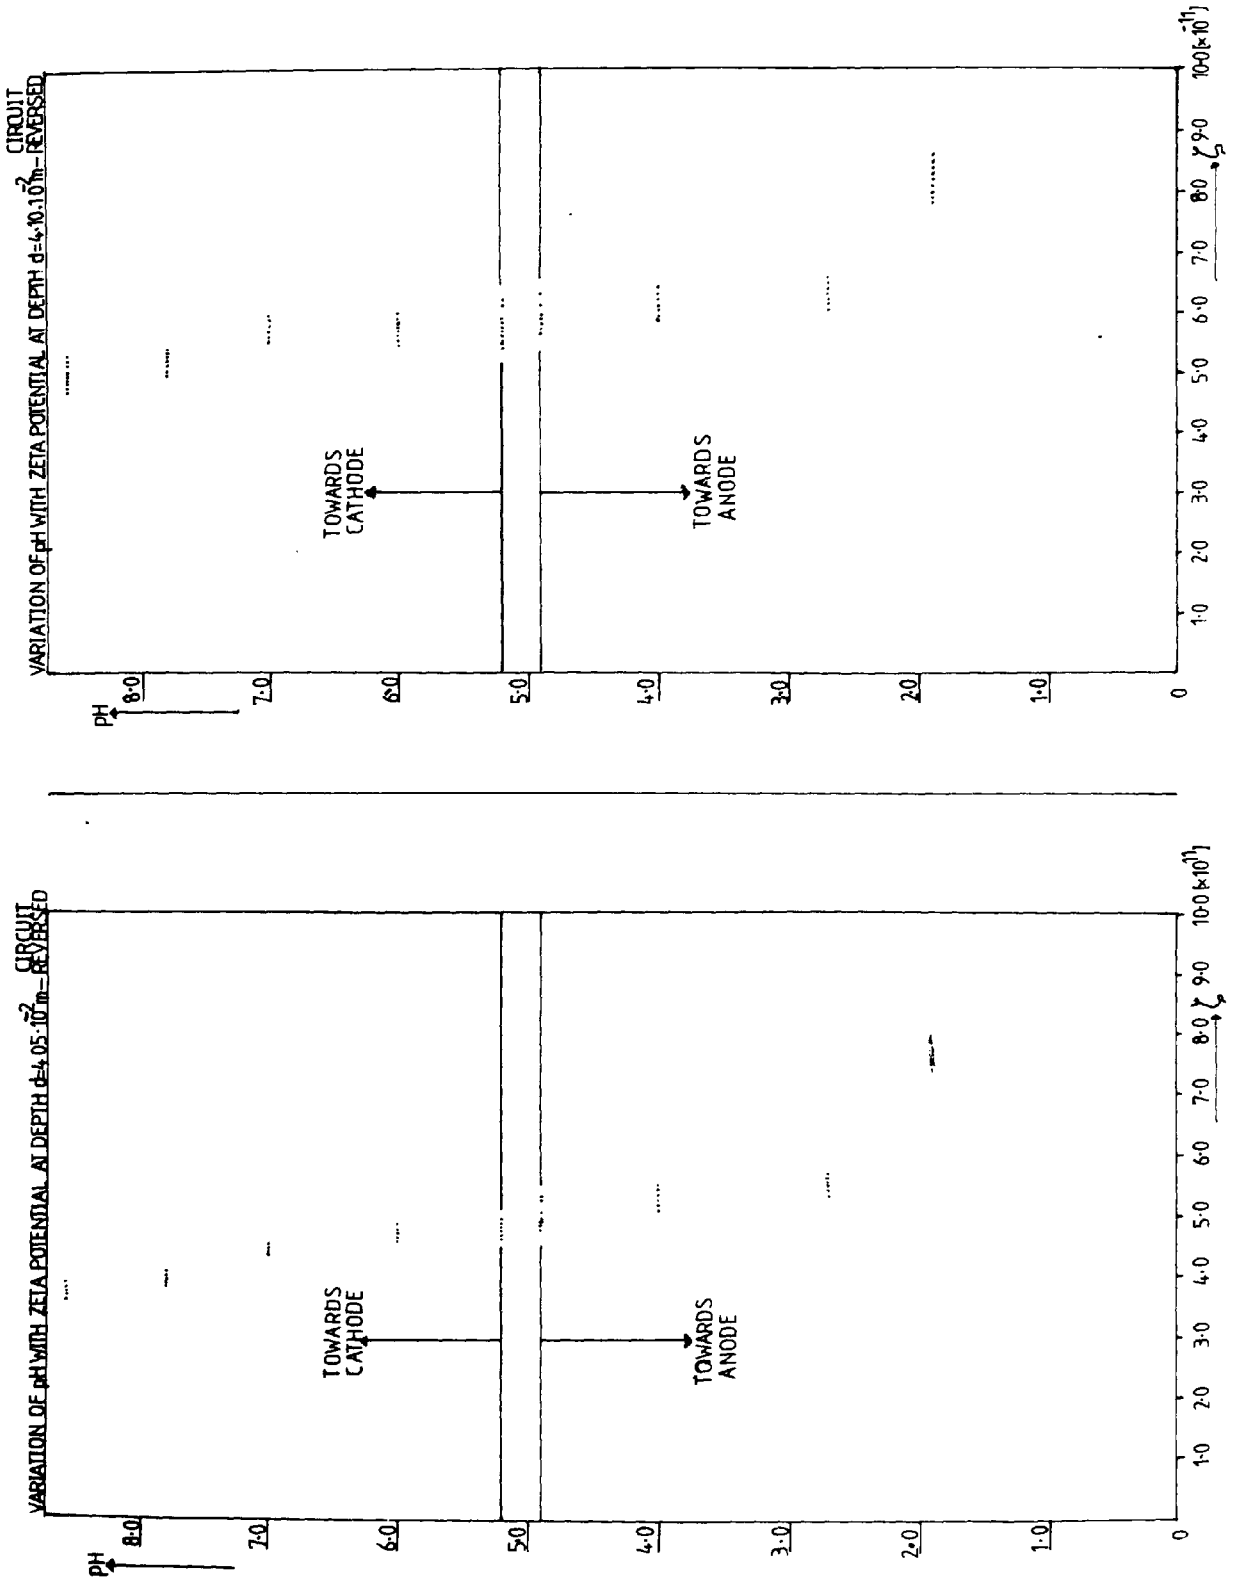 CIRCUIT
VARIATION OF pH WITH ZETA POTENTIAL AT DEPTH d=4.05.10⁻² m-REVERSED
pH
8.0
7.0
6.0
5.0
4.0
3.0
2.0
1.0
0
TOWARDS
CATHODE
TOWARDS
ANODE
1.0 2.0 3.0 4.0 5.0 6.0 7.0 8.0 9.0 10.0 [×10¹¹]
ζ
CIRCUIT
VARIATION OF pH WITH ZETA POTENTIAL AT DEPTH d=4.10.10⁻² m-REVERSED
pH
8.0
7.0
6.0
5.0
4.0
3.0
2.0
1.0
0
TOWARDS
CATHODE
TOWARDS
ANODE
1.0 2.0 3.0 4.0 5.0 6.0 7.0 8.0 9.0 10.0 [×10⁻¹¹]
ζ